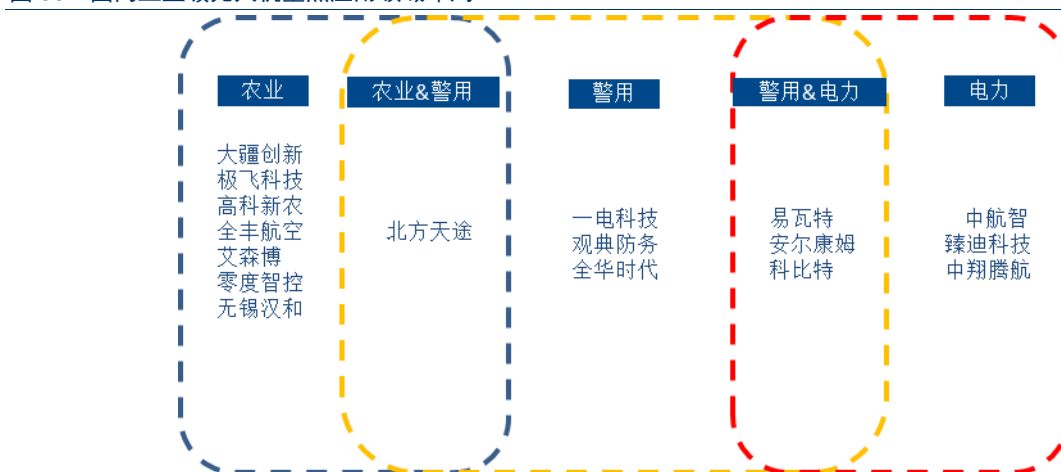 农业
农业&警用
警用
警用&电力
电力
大疆创新
极飞科技
高科新农
全丰航空
艾森博
零度智控
无锡汉和
北方天途
一电科技
观典防务
全华时代
易瓦特
安尔康姆
科比特
中航智
臻迪科技
中翔腾航